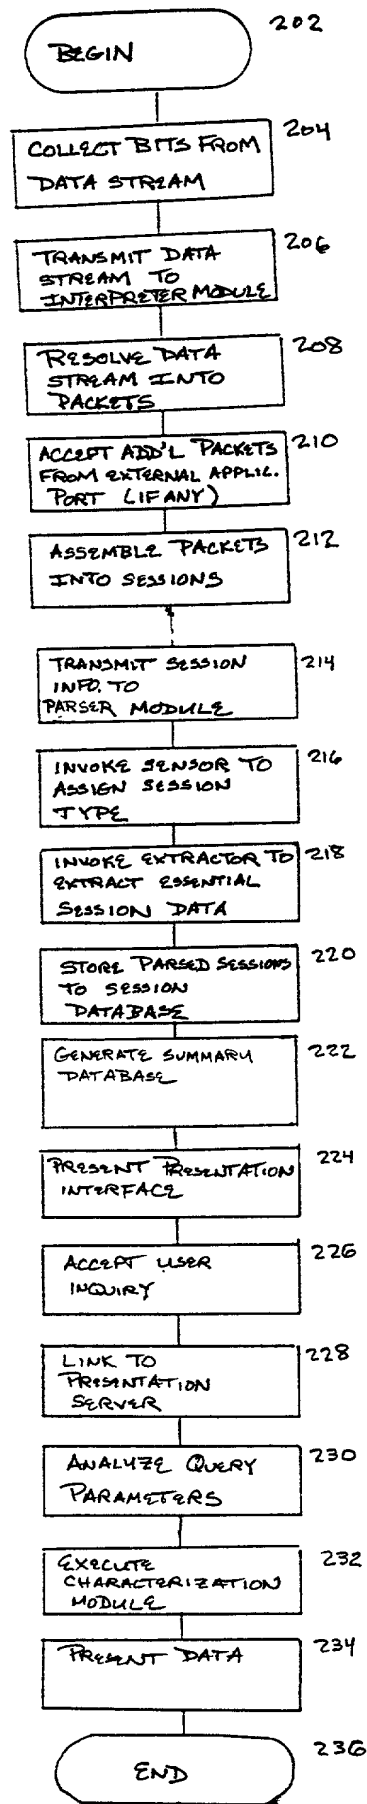 202
BEGIN
204
COLLECT BITS FROM
DATA STREAM
206
TRANSMIT DATA
STREAM TO
INTERPRETER MODULE
208
RESOLVE DATA
STREAM INTO
PACKETS
210
ACCEPT ADD'L PACKETS
FROM EXTERNAL APPLIC.
PORT (IF ANY)
212
ASSEMBLE PACKETS
INTO SESSIONS
214
TRANSMIT SESSION
INFO. TO
PARSER MODULE
216
INVOKE SENSOR TO
ASSIGN SESSION
TYPE
218
INVOKE EXTRACTOR TO
EXTRACT ESSENTIAL
SESSION DATA
220
STORE PARSED SESSIONS
TO SESSION
DATABASE
222
GENERATE SUMMARY
DATABASE
224
PRESENT PRESENTATION
INTERFACE
226
ACCEPT USER
INQUIRY
228
LINK TO
PRESENTATION
SERVER
230
ANALYZE QUERY
PARAMETERS
232
EXECUTE
CHARACTERIZATION
MODULE
234
PRESENT DATA
236
END